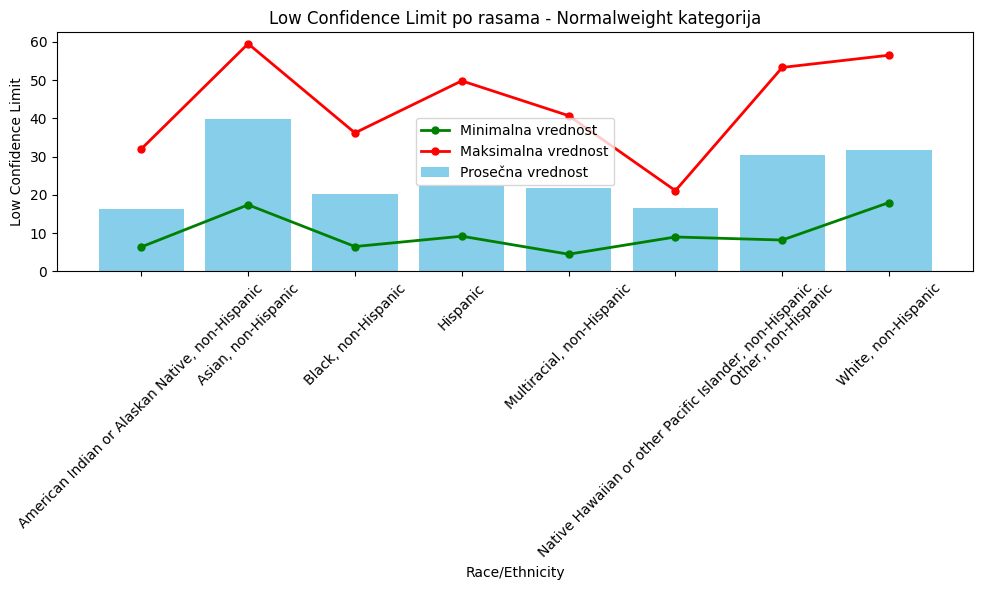 Low Confidence Limit po rasama - Normalweight kategorija
Low Confidence Limit
60
50
40
30
20
10
0
Minimalna vrednost
Maksimalna vrednost
Prosečna vrednost
American Indian or Alaskan Native, non-Hispanic
Asian, non-Hispanic
Black, non-Hispanic
Hispanic
Multiracial, non-Hispanic
Native Hawaiian or other Pacific Islander, non-Hispanic
Other, non-Hispanic
White, non-Hispanic
Race/Ethnicity